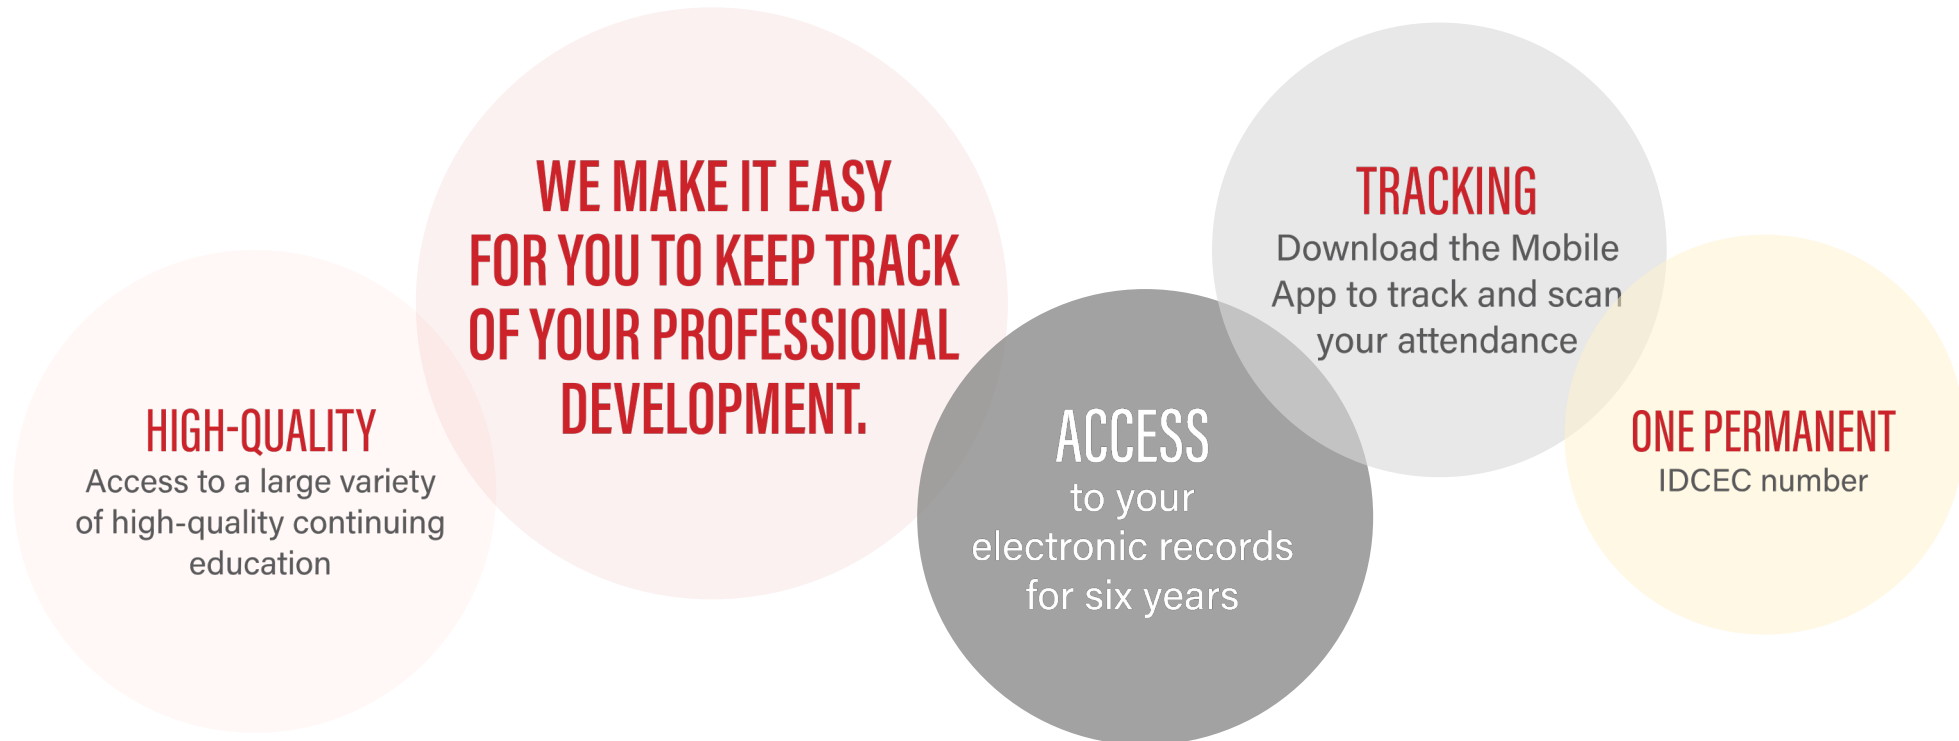 HIGH-QUALITY
Access to a large variety
of high-quality continuing
education
WE MAKE IT EASY
FOR YOU TO KEEP TRACK
OF YOUR PROFESSIONAL
DEVELOPMENT.
ACCESS
to your
electronic records
for six years
TRACKING
Download the Mobile
App to track and scan
your attendance
ONE PERMANENT
IDCEC number